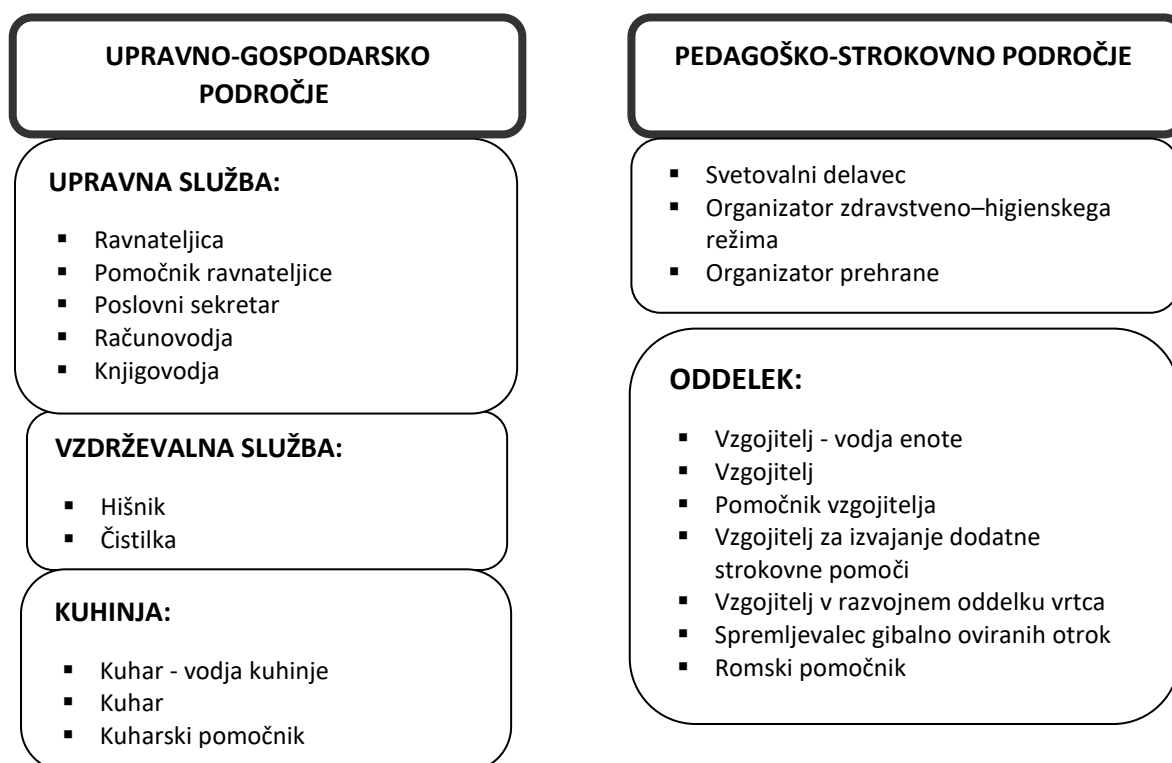 UPRAVNO-GOSPODARSKO
PODROČJE
UPRAVNA SLUŽBA:
▪ Ravnateljica
▪ Pomočnik ravnateljice
▪ Poslovni sekretar
▪ Računovodja
▪ Knjigovodja
VZDRŽEVALNA SLUŽBA:
▪ Hišnik
▪ Čistilka
KUHINJA:
▪ Kuhar - vodja kuhinje
▪ Kuhar
▪ Kuharski pomočnik
PEDAGOŠKO-STROKOVNO PODROČJE
▪ Svetovalni delavec
▪ Organizator zdravstveno–higienskega
režima
▪ Organizator prehrane
ODDELEK:
▪ Vzgojitelj - vodja enote
▪ Vzgojitelj
▪ Pomočnik vzgojitelja
▪ Vzgojitelj za izvajanje dodatne
strokovne pomoči
▪ Vzgojitelj v razvojnem oddelku vrtca
▪ Spremljevalec gibalno oviranih otrok
▪ Romski pomočnik